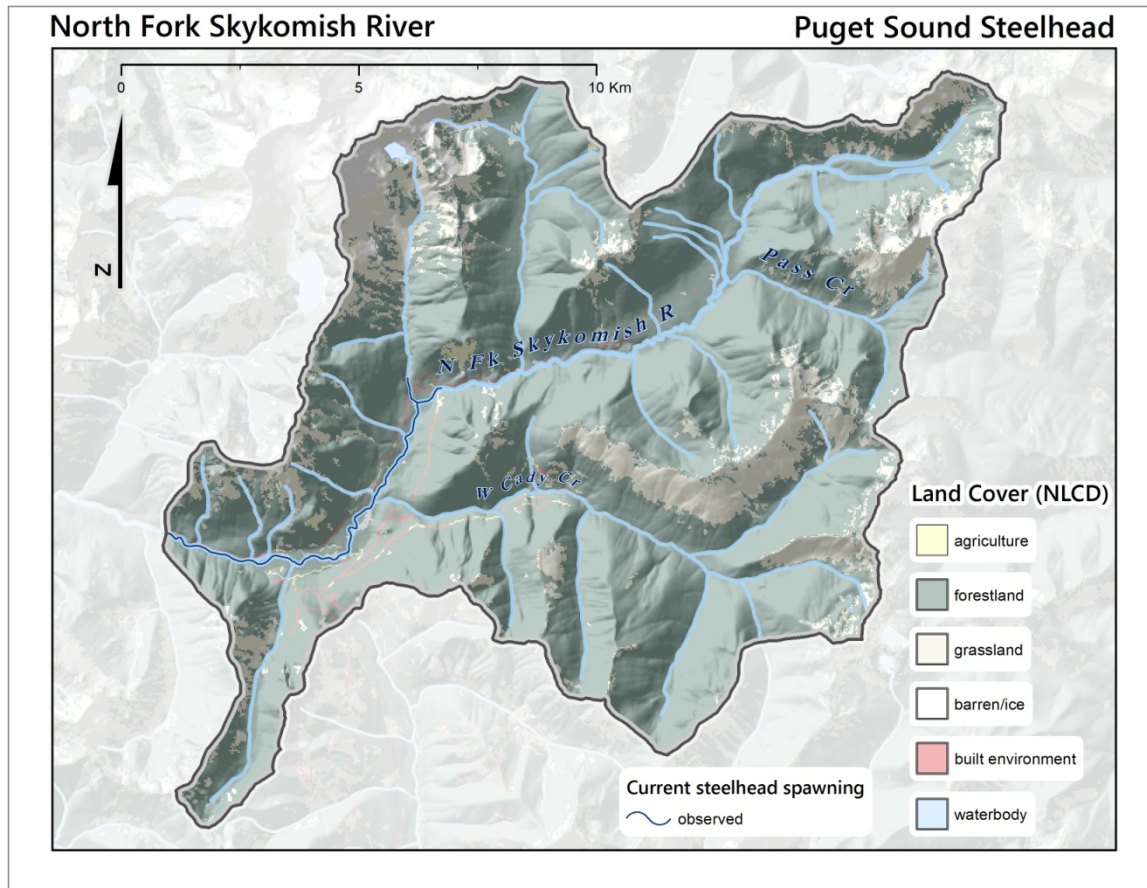 North Fork Skykomish River
Puget Sound Steelhead
0 5 10 Km
N
Pass Cr
N Fk Skykomish R
W Cady Cr
Land Cover (NLCD)
agriculture
forestland
grassland
barren/ice
built environment
waterbody
Current steelhead spawning
observed